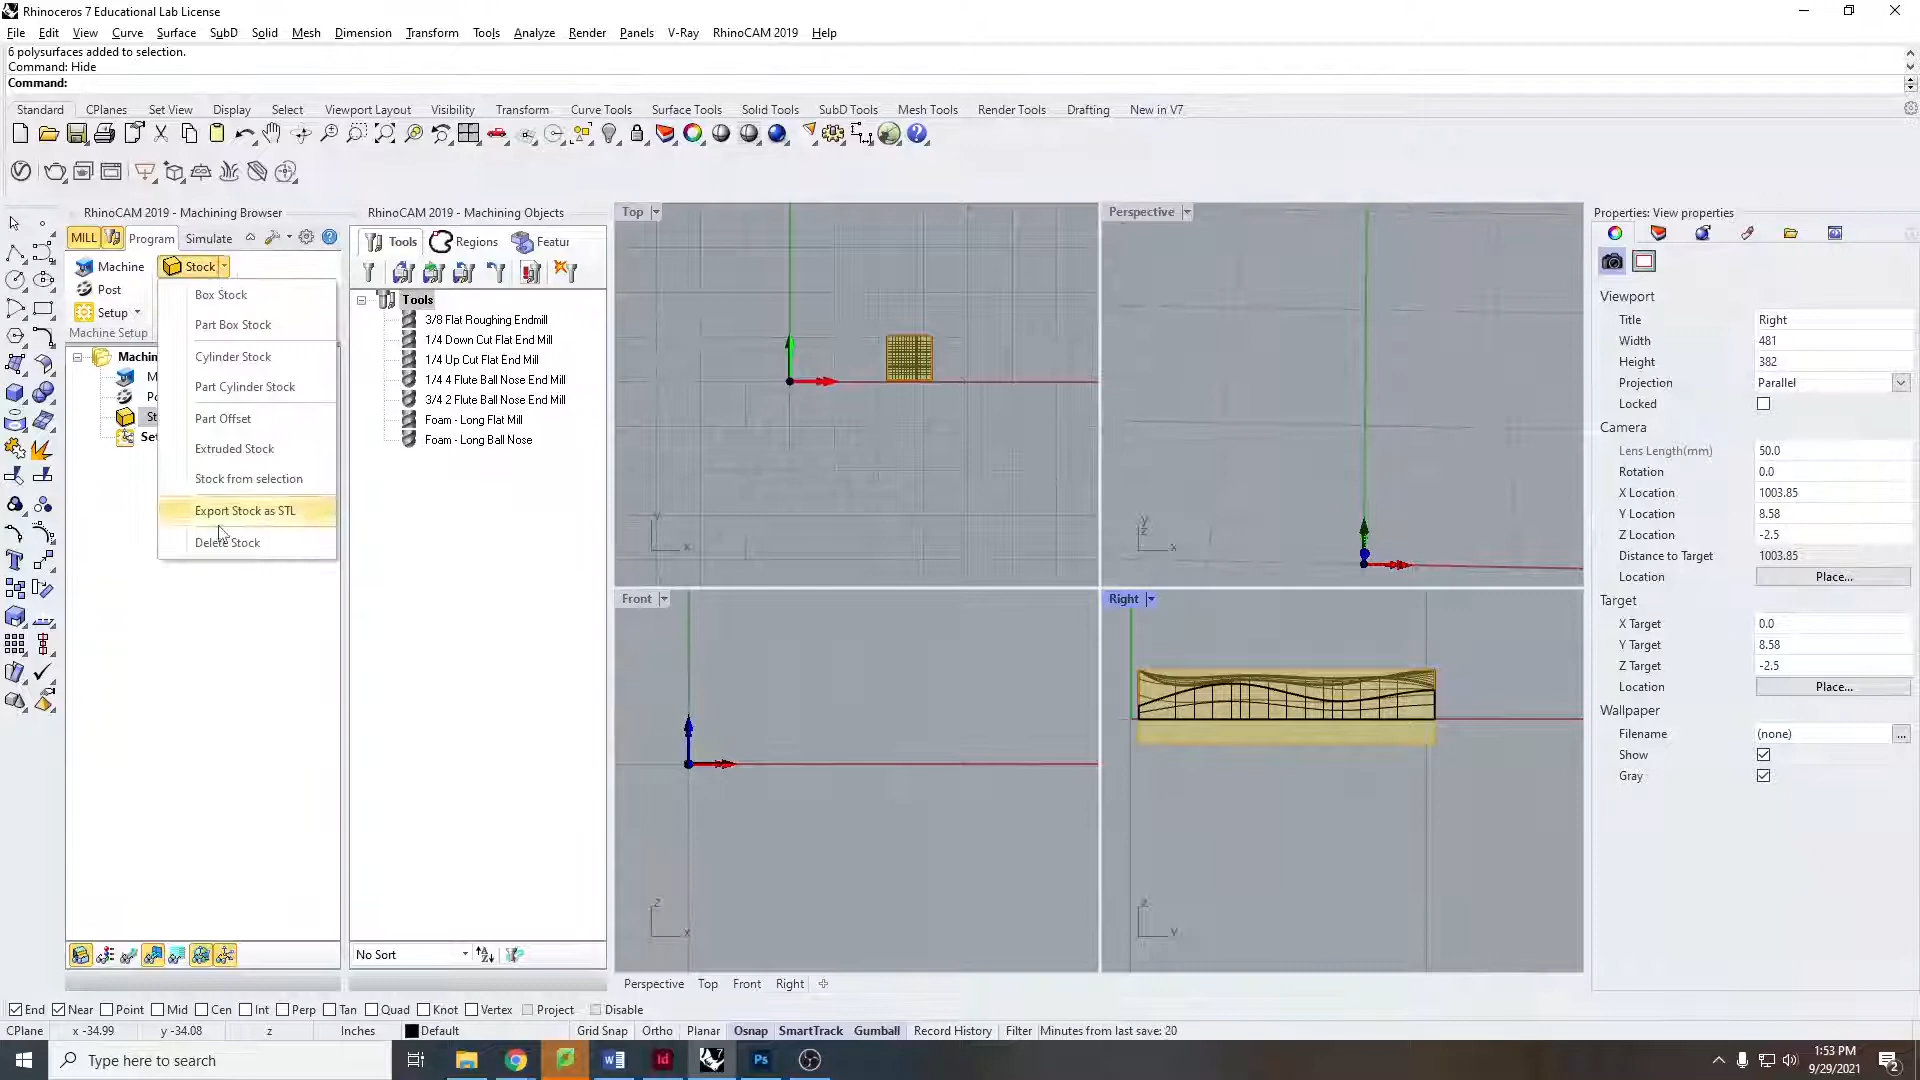 Rhinoceros 7 Educational Lab License
File Edit View Curve Surface SubD Solid Mesh Dimension Transform Tools Analyze Render Panels V-Ray RhinoCAM 2019 Help
6 polysurfaces added to selection.
Command: Hide
Command:
Standard CPlanes Set View Display Select Viewport Layout Visibility Transform Curve Tools Surface Tools Solid Tools SubD Tools Mesh Tools Render Tools Drafting New in V7
RhinoCAM 2019 - Machining Browser
MILL Program Simulate
Machine Stock
Post
Setup
Machine Setup
Machin
M
Po
St
Set
Box Stock
Part Box Stock
Cylinder Stock
Part Cylinder Stock
Part Offset
Extruded Stock
Stock from selection
Export Stock as STL
Delete Stock
RhinoCAM 2019 - Machining Objects
Tools Regions Featur
Tools
3/8 Flat Roughing Endmill
1/4 Down Cut Flat End Mill
1/4 Up Cut Flat End Mill
1/4 4 Flute Ball Nose End Mill
3/4 2 Flute Ball Nose End Mill
Foam - Long Flat Mill
Foam - Long Ball Nose
No Sort
Top
y
x
Perspective
y
z
x
Front
z
x
Right
z
y
Perspective Top Front Right
Properties: View properties
Viewport
Title Right
Width 481
Height 382
Projection Parallel
Locked
Camera
Lens Length(mm) 50.0
Rotation 0.0
X Location 1003.85
Y Location 8.58
Z Location -2.5
Distance to Target 1003.85
Location Place...
Target
X Target 0.0
Y Target 8.58
Z Target -2.5
Location Place...
Wallpaper
Filename (none) ...
Show
Gray
End Near Point Mid Cen Int Perp Tan Quad Knot Vertex Project Disable
CPlane x -34.99 y -34.08 z Inches Default Grid Snap Ortho Planar Osnap SmartTrack Gumball Record History Filter Minutes from last save: 20
Type here to search
1:53 PM
9/29/2021
2